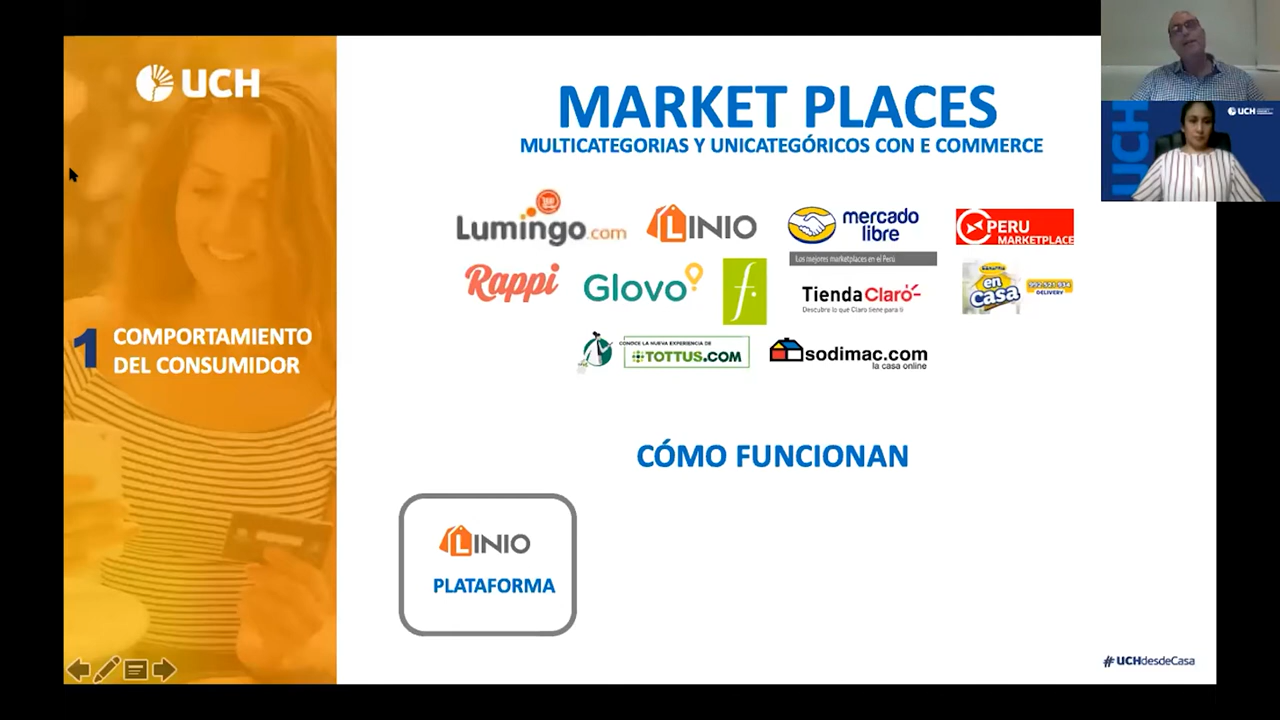 UCH
MARKET PLACES
MULTICATEGORIAS Y UNICATEGÓRICOS CON E COMMERCE
Lumingo.com
LINIO
mercado
libre
PERU
MARKETPLACE
Los mejores marketplaces en el Perú
Rappi
Glovo
f.
TiendaClaro
Descubre lo que Claro tiene para ti
en
Casa
DELIVERY
CONOCE LA NUEVA EXPERIENCIA DE
TOTTUS.COM
sodimac.com
la casa online
1 COMPORTAMIENTO
DEL CONSUMIDOR
CÓMO FUNCIONAN
LINIO
PLATAFORMA
#UCHdesdeCasa
UCH
UCH